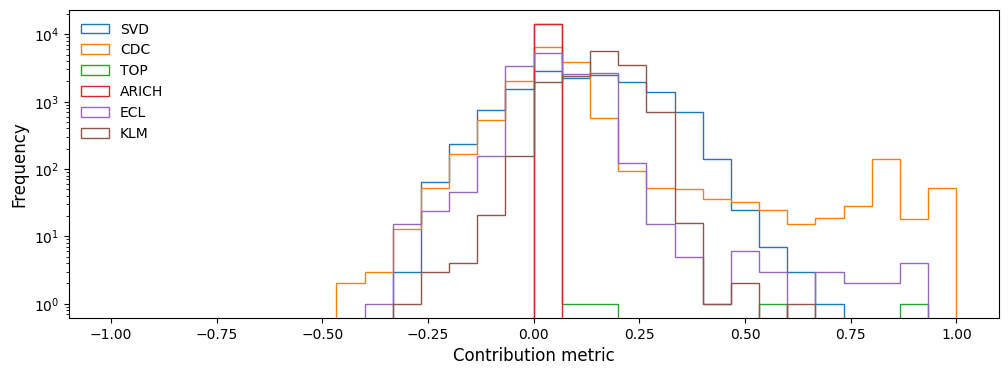 SVD
CDC
TOP
ARICH
ECL
KLM
Frequency
10⁴
10³
10²
10¹
10⁰
−1.00 −0.75 −0.50 −0.25 0.00 0.25 0.50 0.75 1.00
Contribution metric